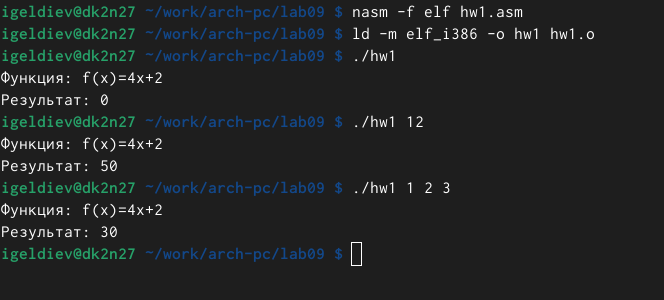 igeldiev@dk2n27 ~/work/arch-pc/lab09 $ nasm -f elf hw1.asm
igeldiev@dk2n27 ~/work/arch-pc/lab09 $ ld -m elf_i386 -o hw1 hw1.o
igeldiev@dk2n27 ~/work/arch-pc/lab09 $ ./hw1
Функция: f(x)=4x+2
Результат: 0
igeldiev@dk2n27 ~/work/arch-pc/lab09 $ ./hw1 12
Функция: f(x)=4x+2
Результат: 50
igeldiev@dk2n27 ~/work/arch-pc/lab09 $ ./hw1 1 2 3
Функция: f(x)=4x+2
Результат: 30
igeldiev@dk2n27 ~/work/arch-pc/lab09 $